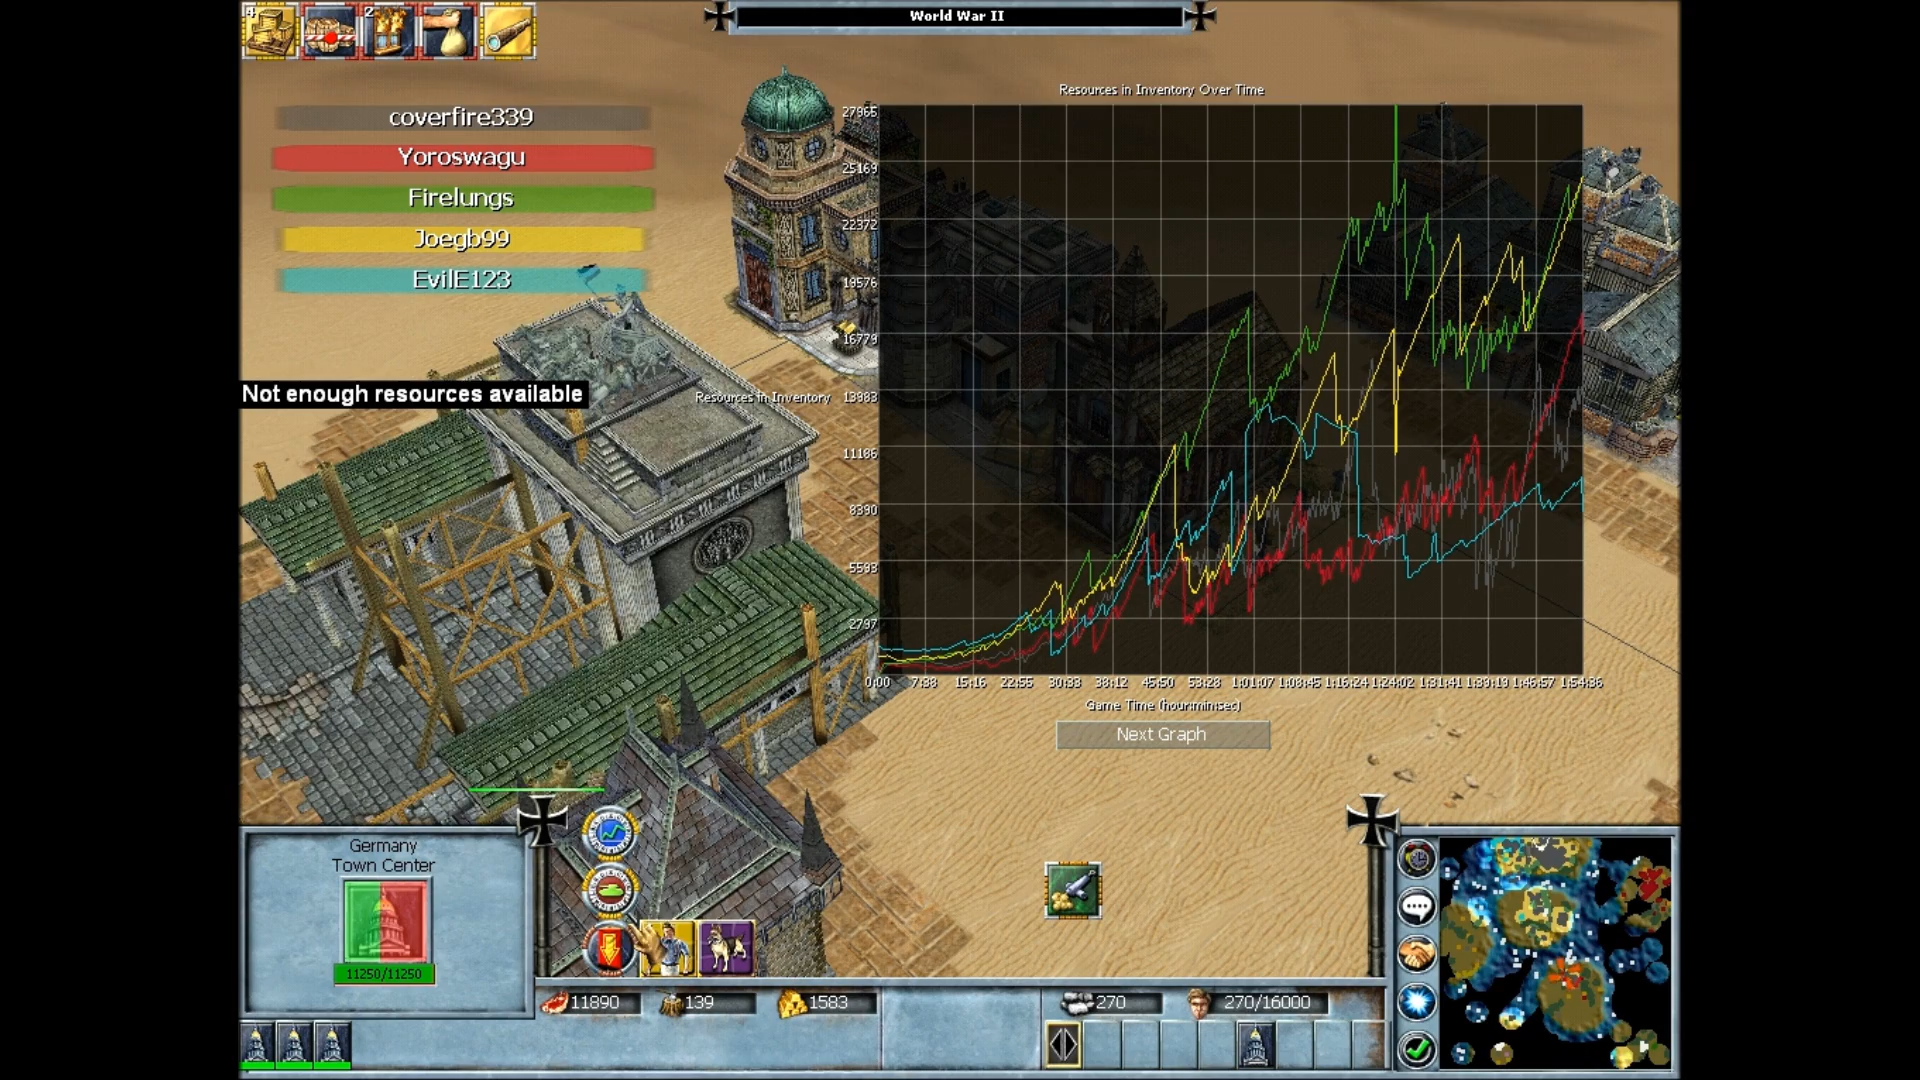 4
2
World War II
coverfire339
Yoroswagu
Firelungs
Joegb99
EvilE123
Not enough resources available
Resources in Inventory Over Time
Resources in Inventory
27965
25169
22372
19576
16779
13983
11186
8390
5593
2797
0:00 7:38 15:16 22:55 30:33 38:12 45:50 53:28 1:01:07 1:08:45 1:16:24 1:24:02 1:31:41 1:39:19 1:46:57 1:54:36
Game Time (hour:min:sec)
Next Graph
Germany
Town Center
11250/11250
11890 139 1583 270 270/16000